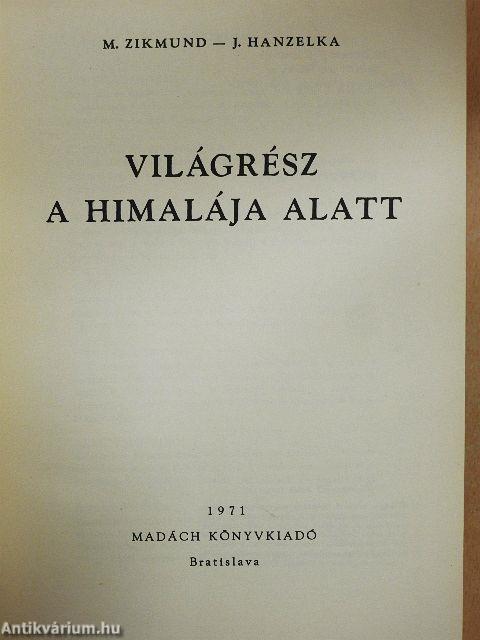 M. ZIKMUND — J. HANZELKA
VILÁGRÉSZ
A HIMALÁJA ALATT
1971
MADÁCH KÖNYVKIADÓ
Bratislava
Antikvárium.hu